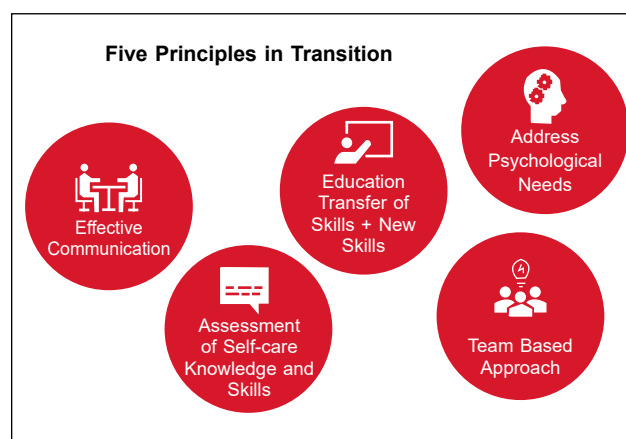 Five Principles in Transition
Effective
Communication
Assessment
of Self-care
Knowledge and
Skills
Education
Transfer of
Skills + New
Skills
Address
Psychological
Needs
Team Based
Approach